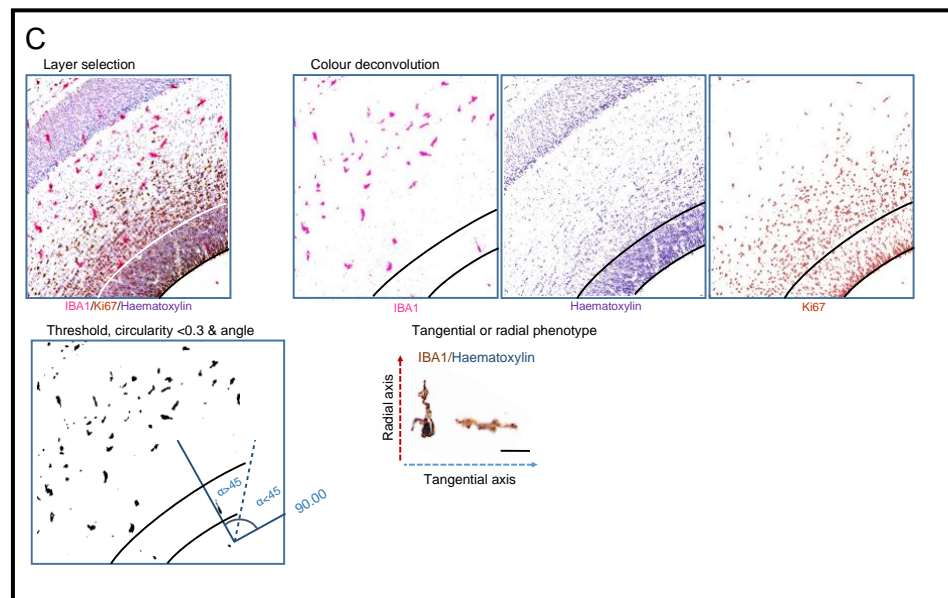 C
Layer selection
Colour deconvolution
IBA1/Ki67/Haematoxylin
IBA1
Haematoxylin
Ki67
Threshold, circularity <0.3 & angle
α>45
α<45
90.00
Tangential or radial phenotype
IBA1/Haematoxylin
Radial axis
Tangential axis